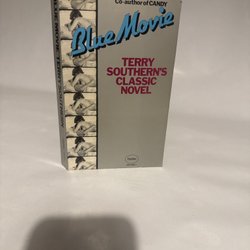 Co-author of CANDY
Blue Movie
TERRY
SOUTHERN'S
CLASSIC
NOVEL